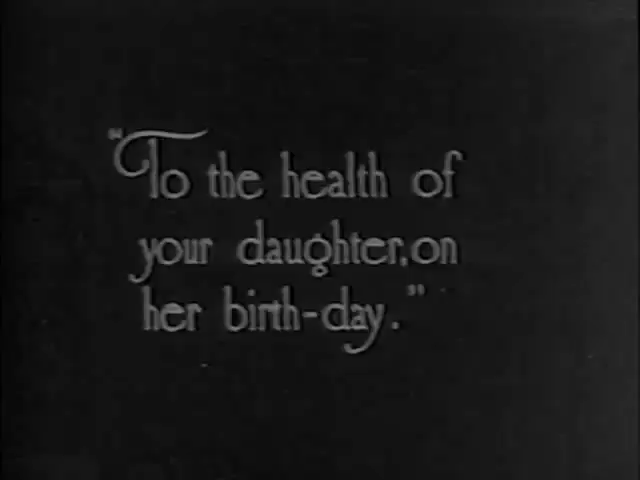 "To the health of
your daughter, on
her birth-day."